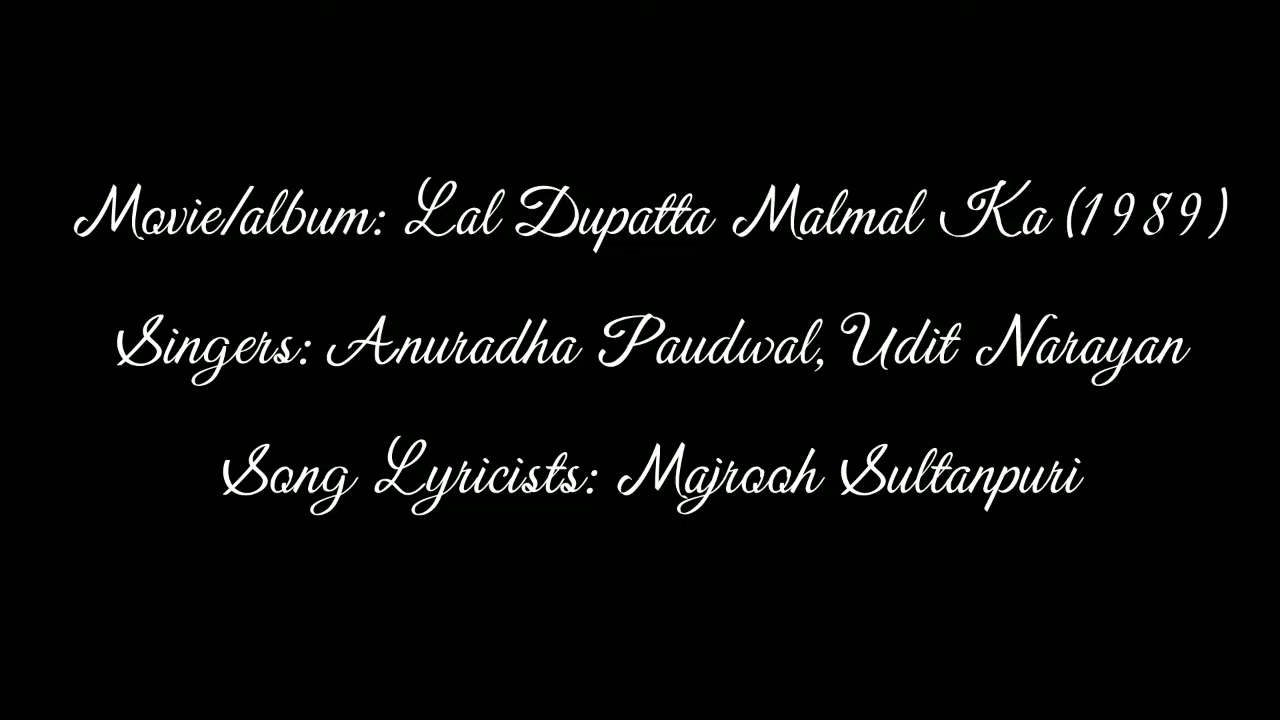 Movie/album: Lal Dupatta Malmal Ka (1989)
Singers: Anuradha Paudwal, Udit Narayan
Song Lyricists: Majrooh Sultanpuri